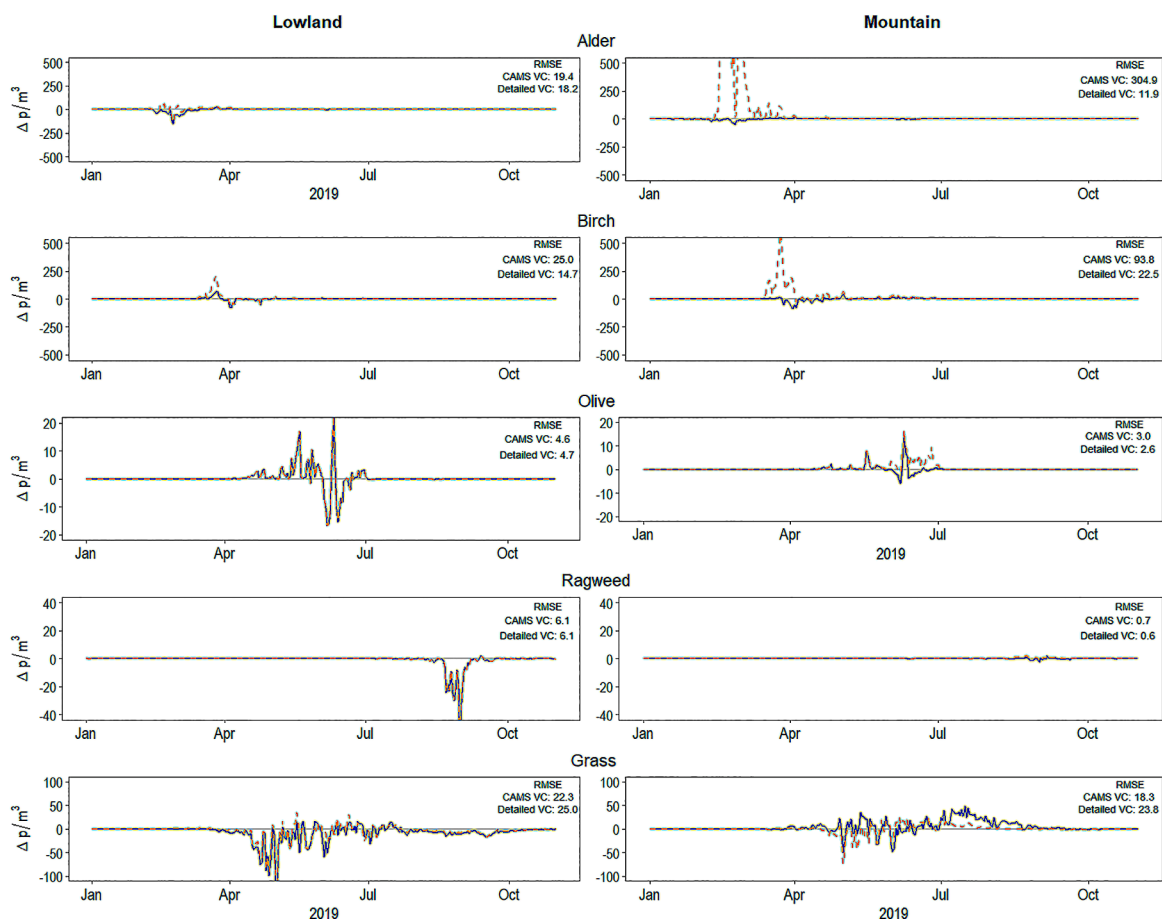 Lowland
Mountain
Alder
Δ p/m³
500
250
0
-250
-500
RMSE
CAMS VC: 19.4
Detailed VC: 18.2
Jan
Apr
Jul
Oct
2019
500
250
0
-250
-500
RMSE
CAMS VC: 304.9
Detailed VC: 11.9
Jan
Apr
Jul
Oct
Birch
Δ p/m³
500
250
0
-250
-500
RMSE
CAMS VC: 25.0
Detailed VC: 14.7
Jan
Apr
Jul
Oct
500
250
0
-250
-500
RMSE
CAMS VC: 93.8
Detailed VC: 22.5
Jan
Apr
Jul
Oct
Olive
Δ p/m³
20
10
0
-10
-20
RMSE
CAMS VC: 4.6
Detailed VC: 4.7
Jan
Apr
Jul
Oct
20
10
0
-10
-20
RMSE
CAMS VC: 3.0
Detailed VC: 2.6
Jan
Apr
Jul
Oct
2019
Ragweed
Δ p/m³
40
20
0
-20
-40
RMSE
CAMS VC: 6.1
Detailed VC: 6.1
Jan
Apr
Jul
Oct
40
20
0
-20
-40
RMSE
CAMS VC: 0.7
Detailed VC: 0.6
Jan
Apr
Jul
Oct
Grass
Δ p/m³
100
50
0
-50
-100
RMSE
CAMS VC: 22.3
Detailed VC: 25.0
Jan
Apr
Jul
Oct
2019
100
50
0
-50
-100
RMSE
CAMS VC: 18.3
Detailed VC: 23.8
Jan
Apr
Jul
Oct
2019